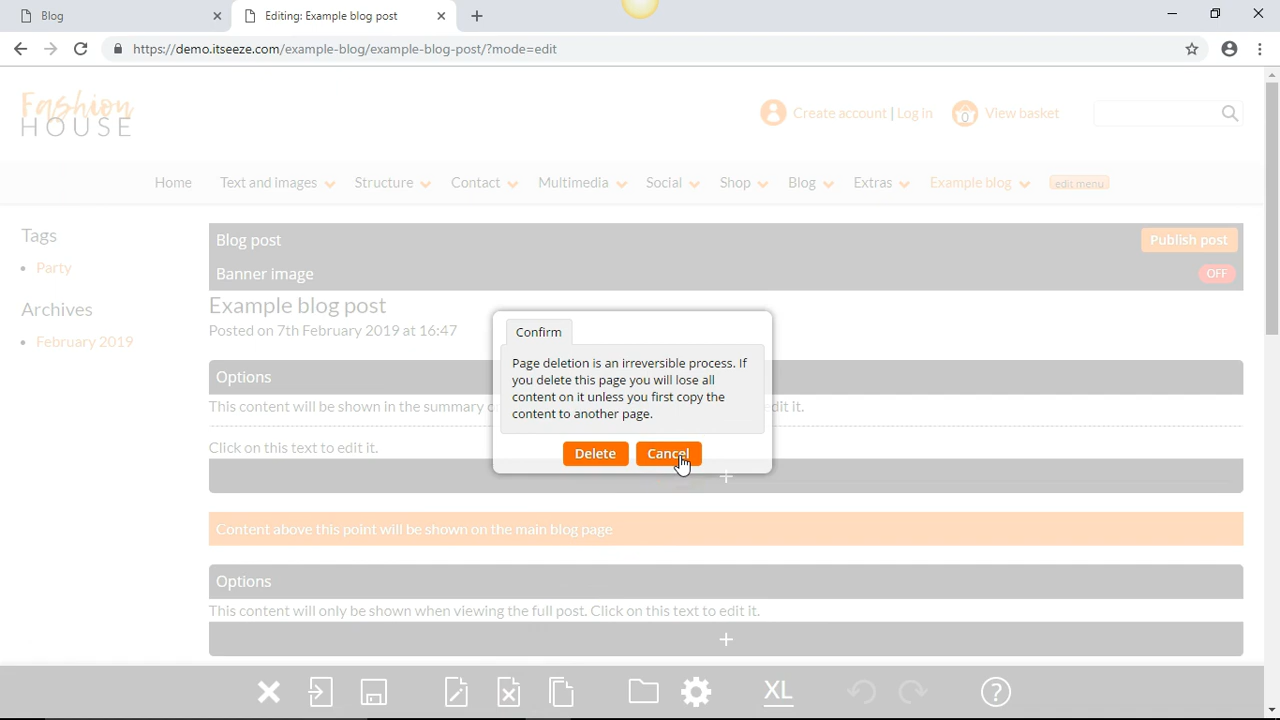 Blog
Editing: Example blog post
https://demo.itseeze.com/example-blog/example-blog-post/?mode=edit
Fashion
HOUSE
Create account | Log in
0
View basket
Home
Text and images
Structure
Contact
Multimedia
Social
Shop
Blog
Extras
Example blog
edit menu
Tags
• Party
Archives
• February 2019
Blog post
Publish post
Banner image
OFF
Example blog post
Posted on 7th February 2019 at 16:47
Options
This content will be shown in the summary
dit it.
Click on this text to edit it.
+
Content above this point will be shown on the main blog page
Options
This content will only be shown when viewing the full post. Click on this text to edit it.
+
Confirm
Page deletion is an irreversible process. If
you delete this page you will lose all
content on it unless you first copy the
content to another page.
Delete
Cancel
XL
?